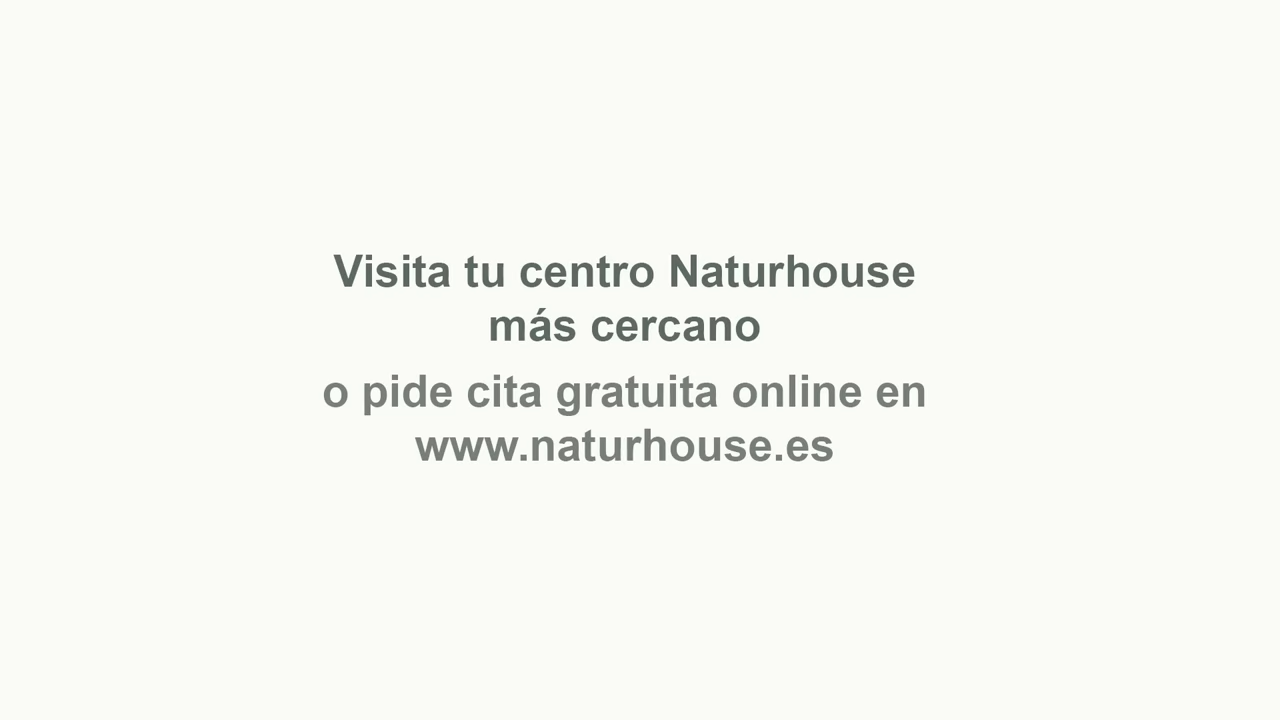 Visita tu centro Naturhouse
más cercano
o pide cita gratuita online en
www.naturhouse.es